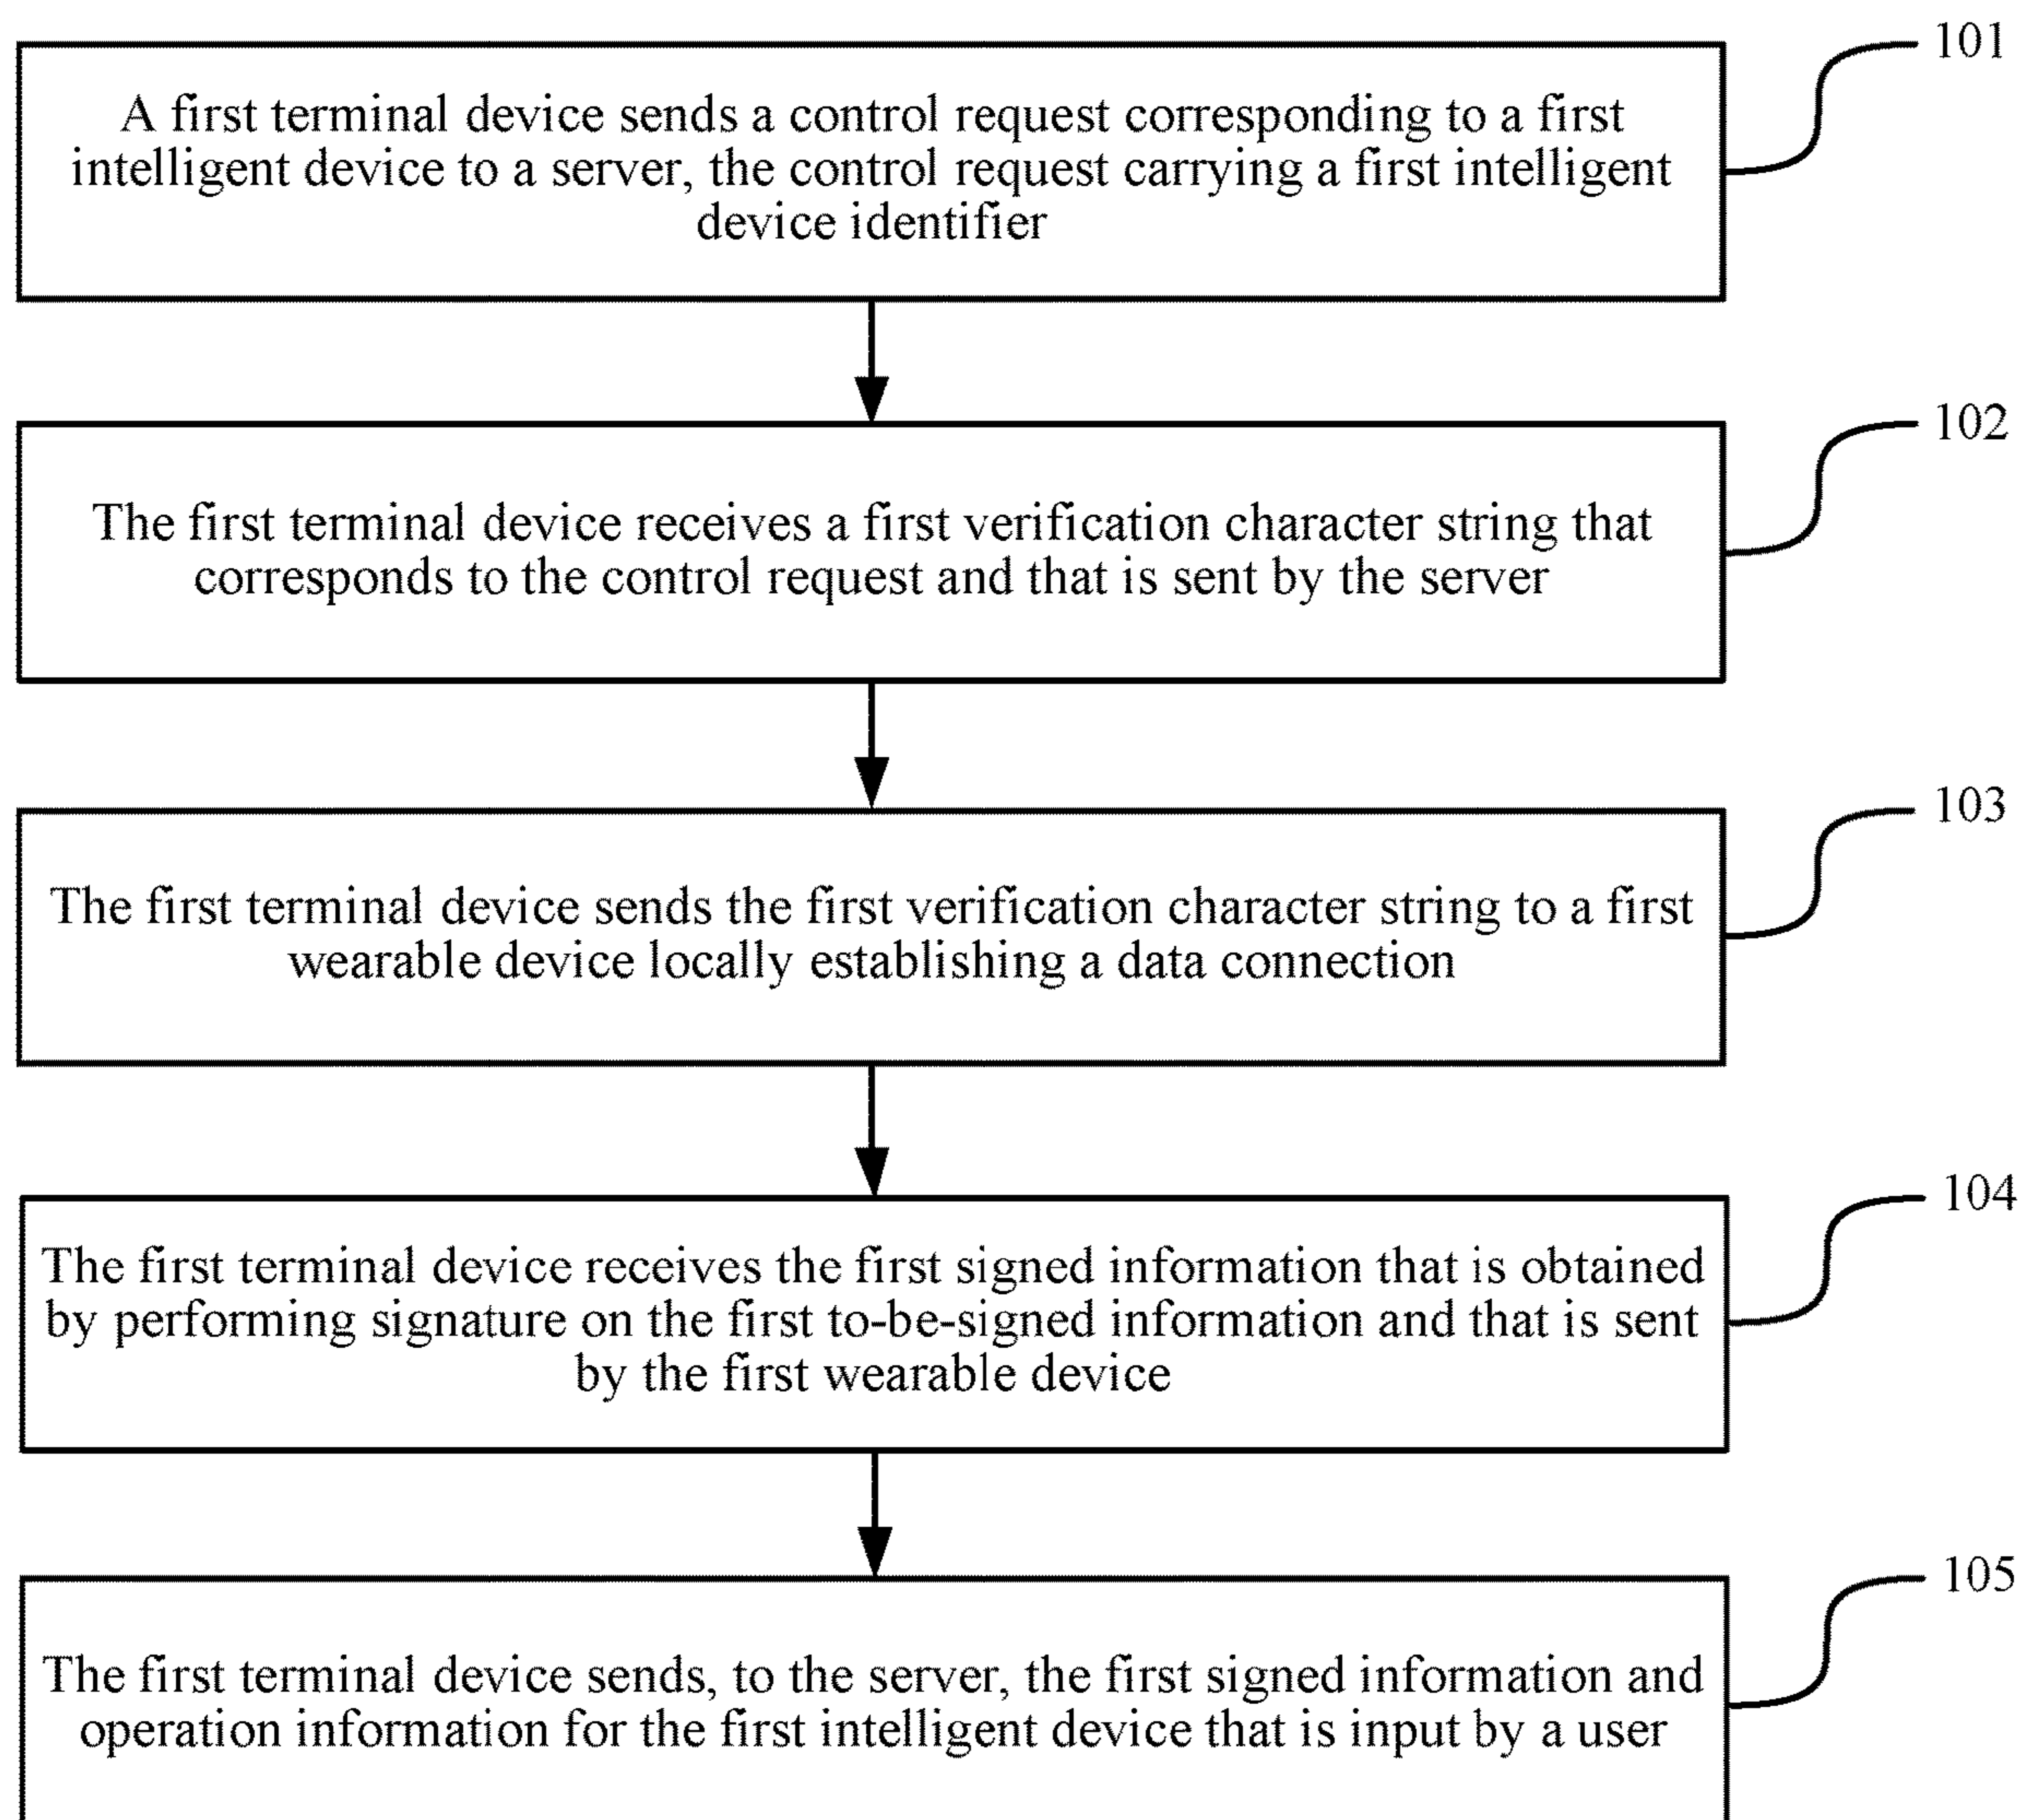 101
A first terminal device sends a control request corresponding to a first
intelligent device to a server, the control request carrying a first intelligent
device identifier
102
The first terminal device receives a first verification character string that
corresponds to the control request and that is sent by the server
103
The first terminal device sends the first verification character string to a first
wearable device locally establishing a data connection
104
The first terminal device receives the first signed information that is obtained
by performing signature on the first to-be-signed information and that is sent
by the first wearable device
105
The first terminal device sends, to the server, the first signed information and
operation information for the first intelligent device that is input by a user